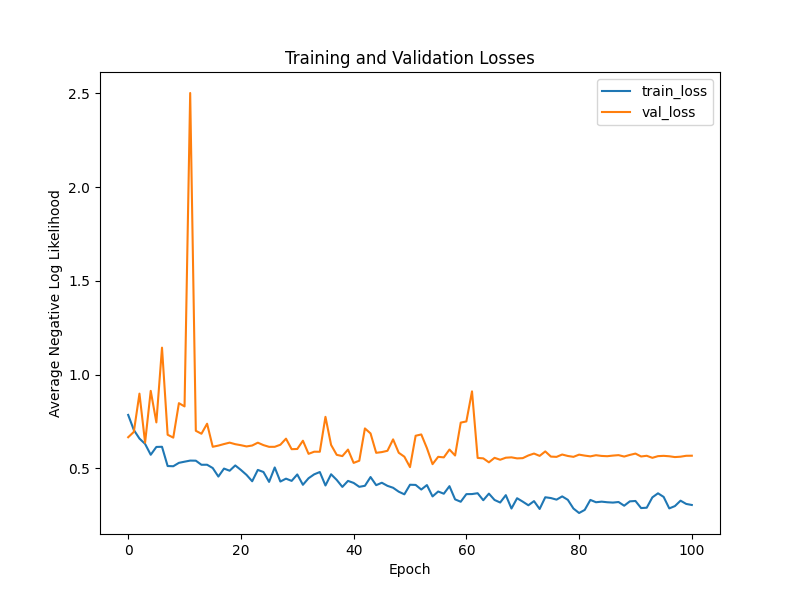 Training and Validation Losses
train_loss
val_loss
Average Negative Log Likelihood
2.5
2.0
1.5
1.0
0.5
0 20 40 60 80 100
Epoch